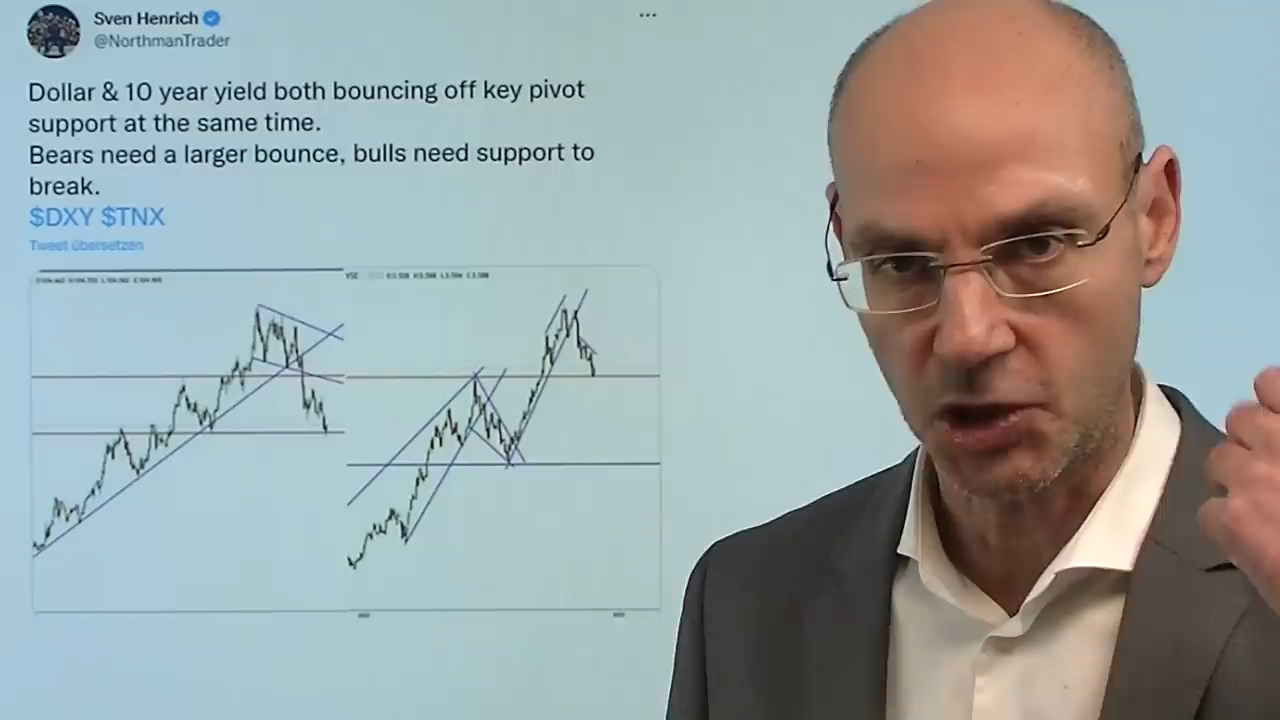 Sven Henrich
@NorthmanTrader
Dollar & 10 year yield both bouncing off key pivot
support at the same time.
Bears need a larger bounce, bulls need support to
break.
$DXY $TNX
Tweet übersetzen